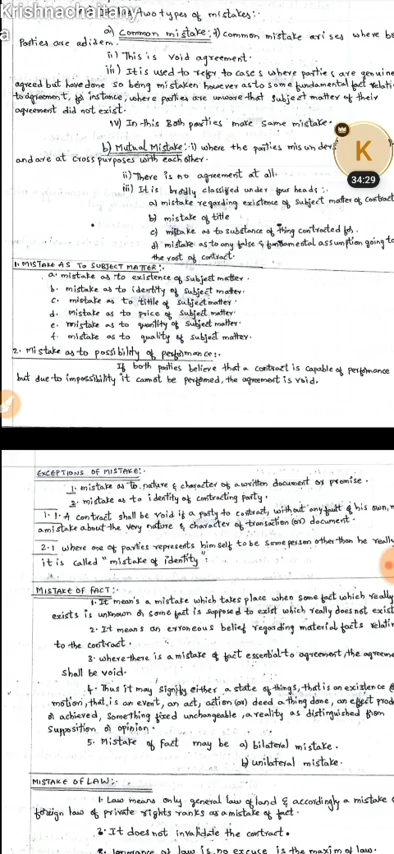 Krishnachaitany
two types of mistakes:-
a) Common mistake: i) common mistake arises where b
Parties are adidem.
ii) This is void agreement.
iii) It is used to refer to cases where parties are genuine
agreed but have done so being mistaken however as to some fundamental fact relati
to agreement, for instance, where parties are unware that subject matter of their
agreement did not exist.
iv) In this Both parties make same mistake.
b) Mutual Mistake: i) where the parties misunder
and are at cross purposes with each other.
K
34:29
ii) There is no agreement at all.
iii) It is broadly classified under four heads:-
a) mistake regarding existence of subject matter of contract
b) mistake of title
c) mistake as to substance of thing contracted for.
d) mistake as to any false & fundamental assumption going to
the root of contract.
1. MISTAKE AS TO SUBJECT MATTER:-
a. mistake as to existence of subject matter.
b. mistake as to identity of subject matter.
c. mistake as to title of subject matter.
d. mistake as to price of subject matter.
e. mistake as to quantity of subject matter.
f. mistake as to quality of subject matter.
2. Mistake as to possibility of performance:-
If both parties believe that a contract is capable of performance
but due to impossibility it cannot be performed, the agreement is void.
EXCEPTIONS OF MISTAKE:-
1. mistake as to nature & character of a written document or promise.
2. mistake as to identity of contracting party.
1.1. A contract shall be void if a party to contract, without any fault of his own,
a mistake about the very nature & character of transaction (or) document.
2.1 where one of parties represents himself to be some person other than he really
it is called "mistake of identity".
MISTAKE OF FACT:-
1. It mean's a mistake which takes place when some fact which really
exists is unknown or some fact is supposed to exist which really does not exist
2. It means an erroneous belief regarding material facts relatin
to the contract.
3. where there is a mistake of fact essential to agreement, the agreeme
shall be void.
4. Thus it may signify either a state of things, that is an existence
motion, that is an event, an act, action (or) deed a thing done, an effect prod
or achieved, something fixed unchangeable, a reality as distinguished from
supposition or opinion.
5. Mistake of fact may be a) bilateral mistake.
b) unilateral mistake.
MISTAKE OF LAW:-
1. Law means only general law of land & accordingly a mistake
foreign law of private rights ranks as a mistake of fact.
2. It does not invalidate the contract.
ignorance of law is no excuse is the maxim of law.